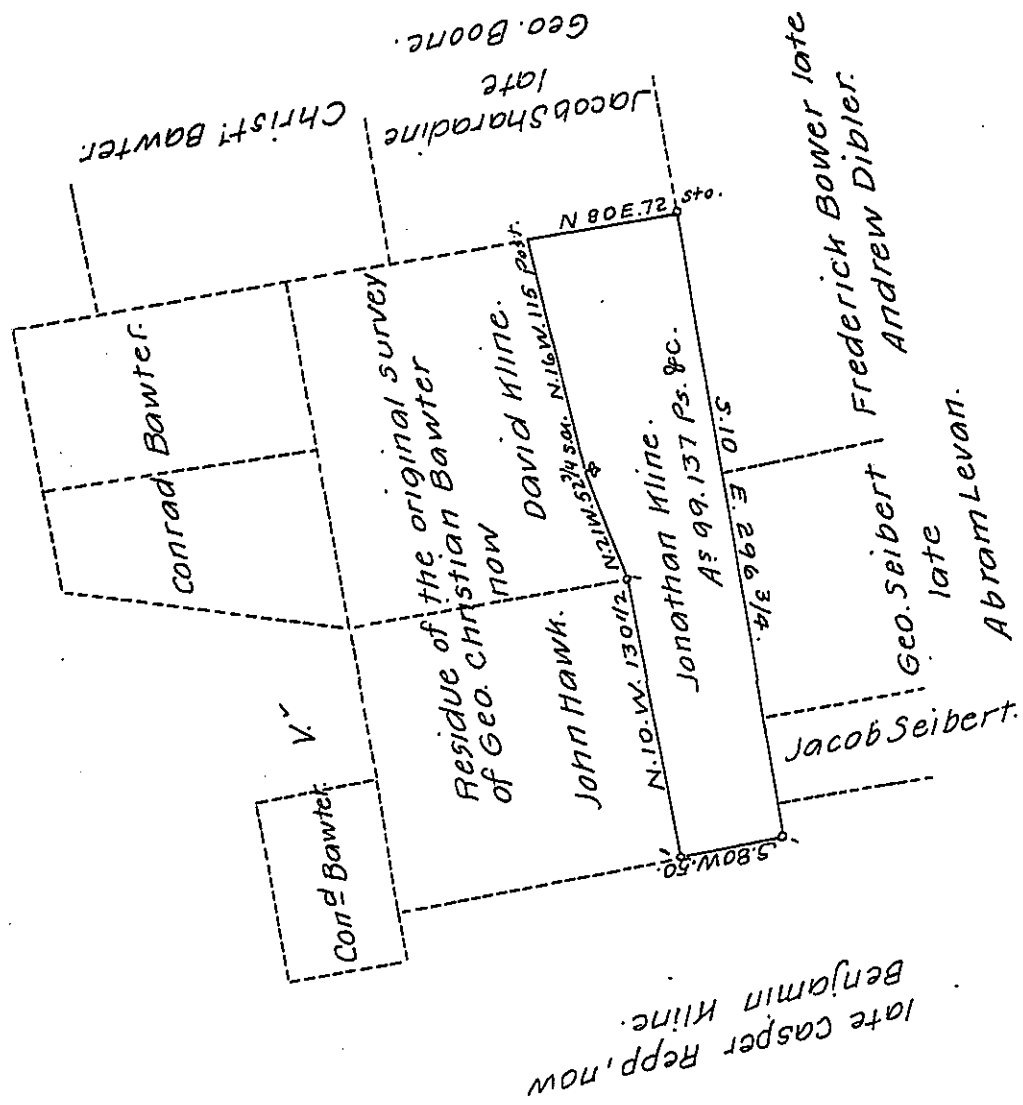 Geo. Boone.
late
Jacob Sharadine
Christ.ⁿ Bawter.
Bawter.
Conrad
Con.ᵈ Bawter.
V.ʸ
Residue of the original survey
of Geo. Christian Bawter
now
David Kline.
John Hawk.
N 80 E. 72
Sto.
Post.
N. 16 W. 115
N. 21 W. 52 3/4 s.a.
N. 10. W. 130 1/2
S. 80 W. 50.
S. 10 E. 296 3/4.
Jonathan Kline.
Aˢ 99. 137 Ps. &c.
Frederick Bower late
Andrew Dibler.
Geo. Seibert
late
Abram Levan.
Jacob Seibert.
late Casper Repp, now
Benjamin Kline.